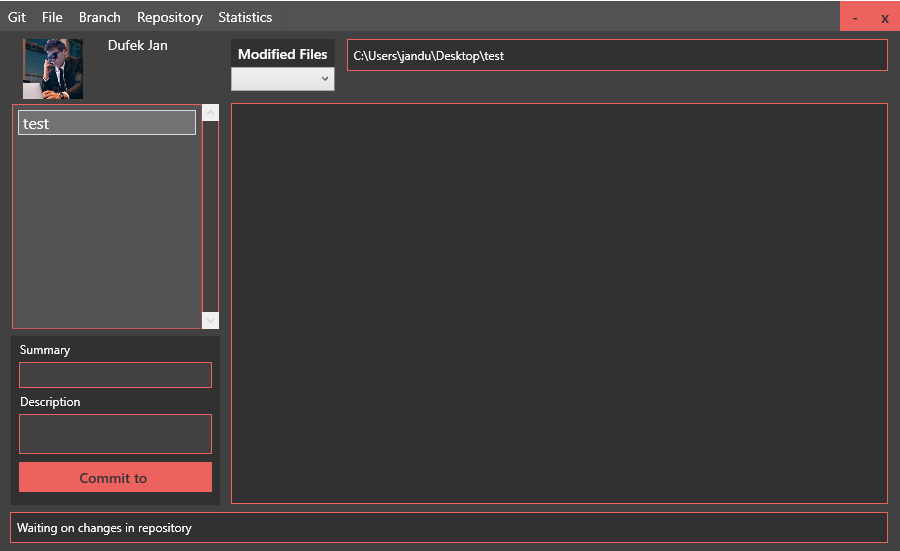 Git File Branch Repository Statistics - x
Dufek Jan
Modified Files
C:\Users\jandu\Desktop\test
test
Summary
Description
Commit to
Waiting on changes in repository